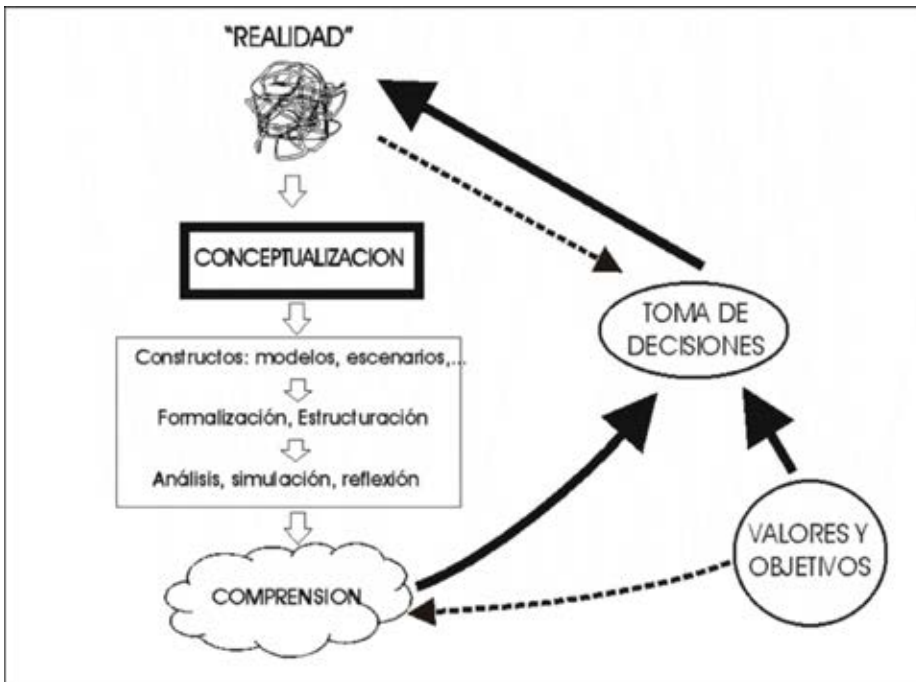 "REALIDAD"
CONCEPTUALIZACION
Constructos: modelos, escenarios,...
Formalización, Estructuración
Análisis, simulación, reflexión
COMPRENSION
TOMA DE
DECISIONES
VALORES Y
OBJETIVOS